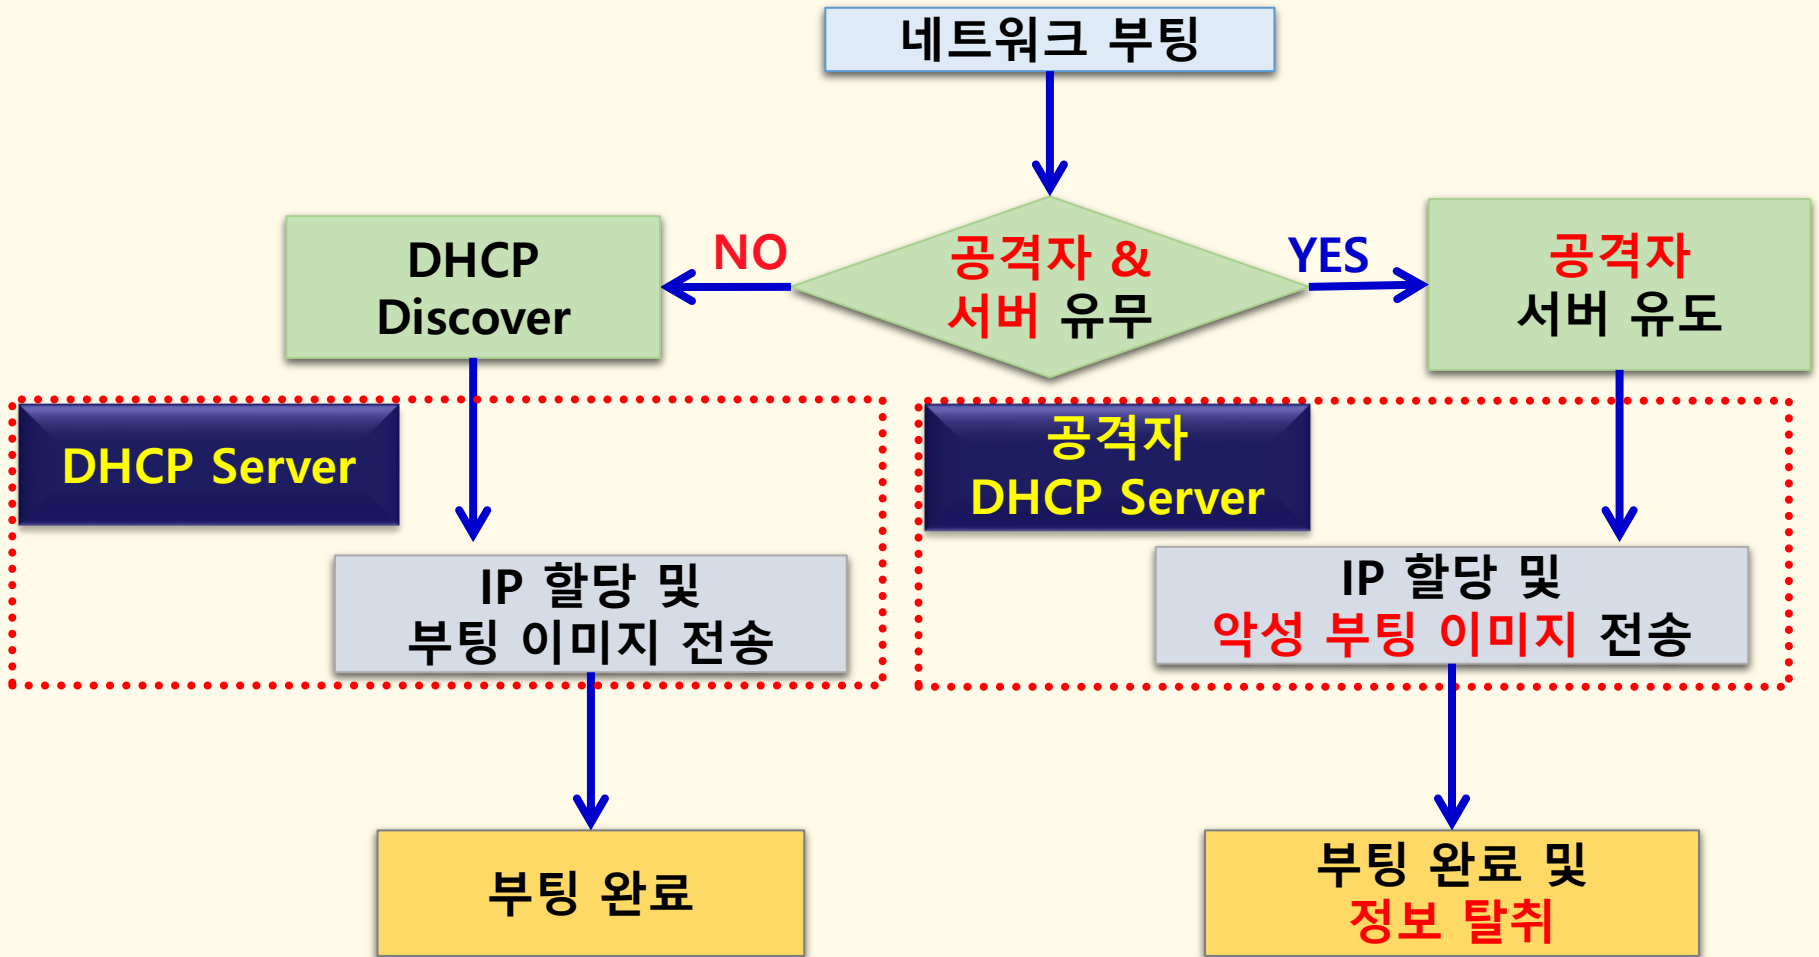 네트워크 부팅
DHCP
Discover
NO
공격자 &
서버 유무
YES
공격자
서버 유도
DHCP Server
IP 할당 및
부팅 이미지 전송
공격자
DHCP Server
IP 할당 및
악성 부팅 이미지 전송
부팅 완료
부팅 완료 및
정보 탈취